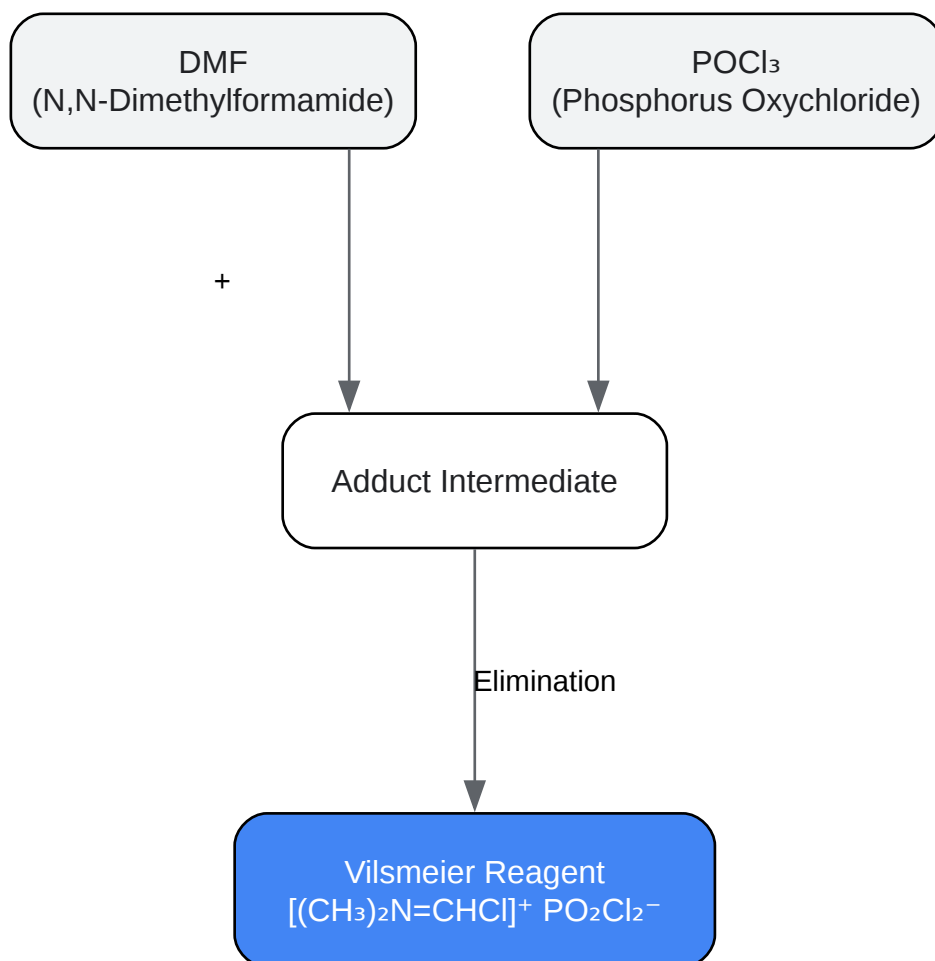 DMF
(N,N-Dimethylformamide)
POCl₃
(Phosphorus Oxychloride)
+
Adduct Intermediate
Elimination
Vilsmeier Reagent
[(CH₃)₂N=CHCl]⁺ PO₂Cl₂⁻